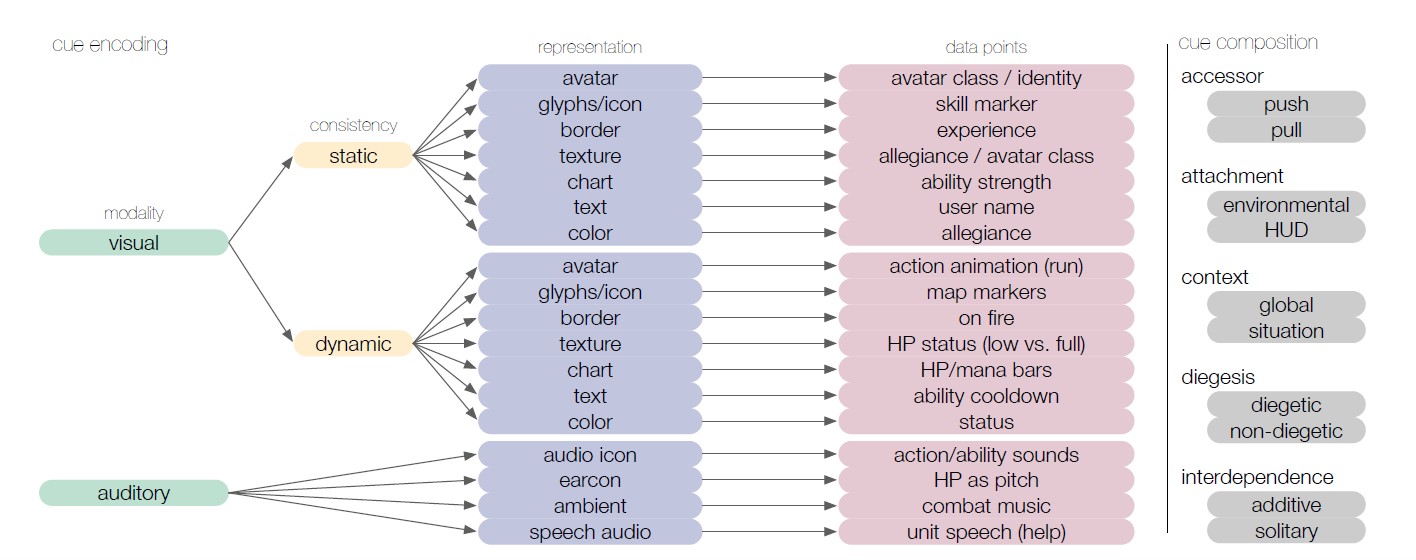 cue encoding
representation
data points
cue composition
consistency
modality
visual
static
dynamic
auditory
avatar
avatar class / identity
glyphs/icon
skill marker
border
experience
texture
allegiance / avatar class
chart
ability strength
text
user name
color
allegiance
avatar
action animation (run)
glyphs/icon
map markers
border
on fire
texture
HP status (low vs. full)
chart
HP/mana bars
text
ability cooldown
color
status
audio icon
action/ability sounds
earcon
HP as pitch
ambient
combat music
speech audio
unit speech (help)
accessor
push
pull
attachment
environmental
HUD
context
global
situation
diegesis
diegetic
non-diegetic
interdependence
additive
solitary